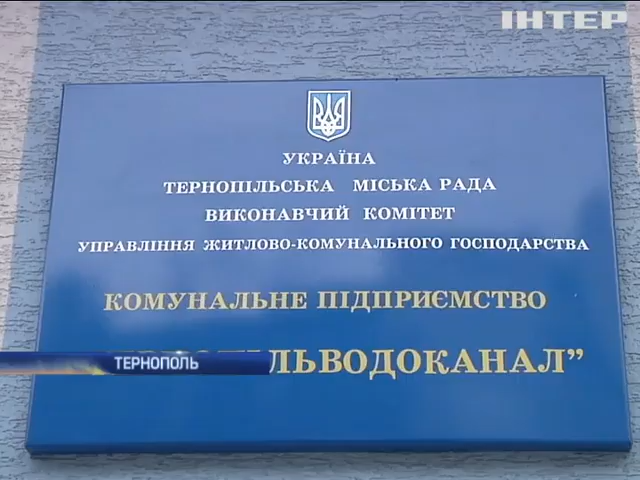 ІНТЕР
УКРАЇНА
ТЕРНОПІЛЬСЬКА МІСЬКА РАДА
ВИКОНАВЧИЙ КОМІТЕТ
УПРАВЛІННЯ ЖИТЛОВО-КОМУНАЛЬНОГО ГОСПОДАРСТВА
КОМУНАЛЬНЕ ПІДПРИЄМСТВО
ТЕРНОПОЛЬ
ЛЬВОДОКАНАЛ”